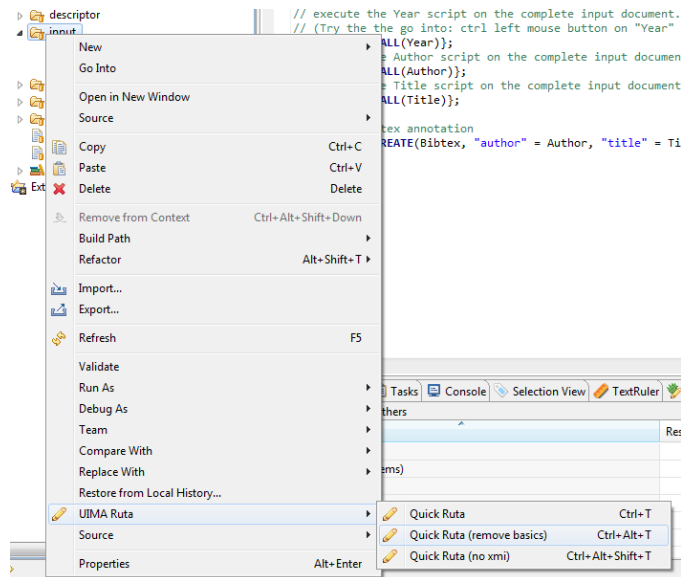 descriptor
input
// execute the Year script on the complete input document.
// (Try the the go into: ctrl left mouse button on "Year"
ALL(Year)};
e Author script on the complete input documen
ALL(Author)};
e Title script on the complete input document
ALL(Title)};
tex annotation
REATE(Bibtex, "author" = Author, "title" = Ti
Ext
New
Go Into
Open in New Window
Source
Copy Ctrl+C
Paste Ctrl+V
Delete Delete
Remove from Context Ctrl+Alt+Shift+Down
Build Path
Refactor Alt+Shift+T
Import...
Export...
Refresh F5
Validate
Run As
Debug As
Team
Compare With
Replace With
Restore from Local History...
UIMA Ruta
Source
Properties Alt+Enter
Tasks Console Selection View TextRuler
thers
Res
ems)
Quick Ruta Ctrl+T
Quick Ruta (remove basics) Ctrl+Alt+T
Quick Ruta (no xmi) Ctrl+Alt+Shift+T